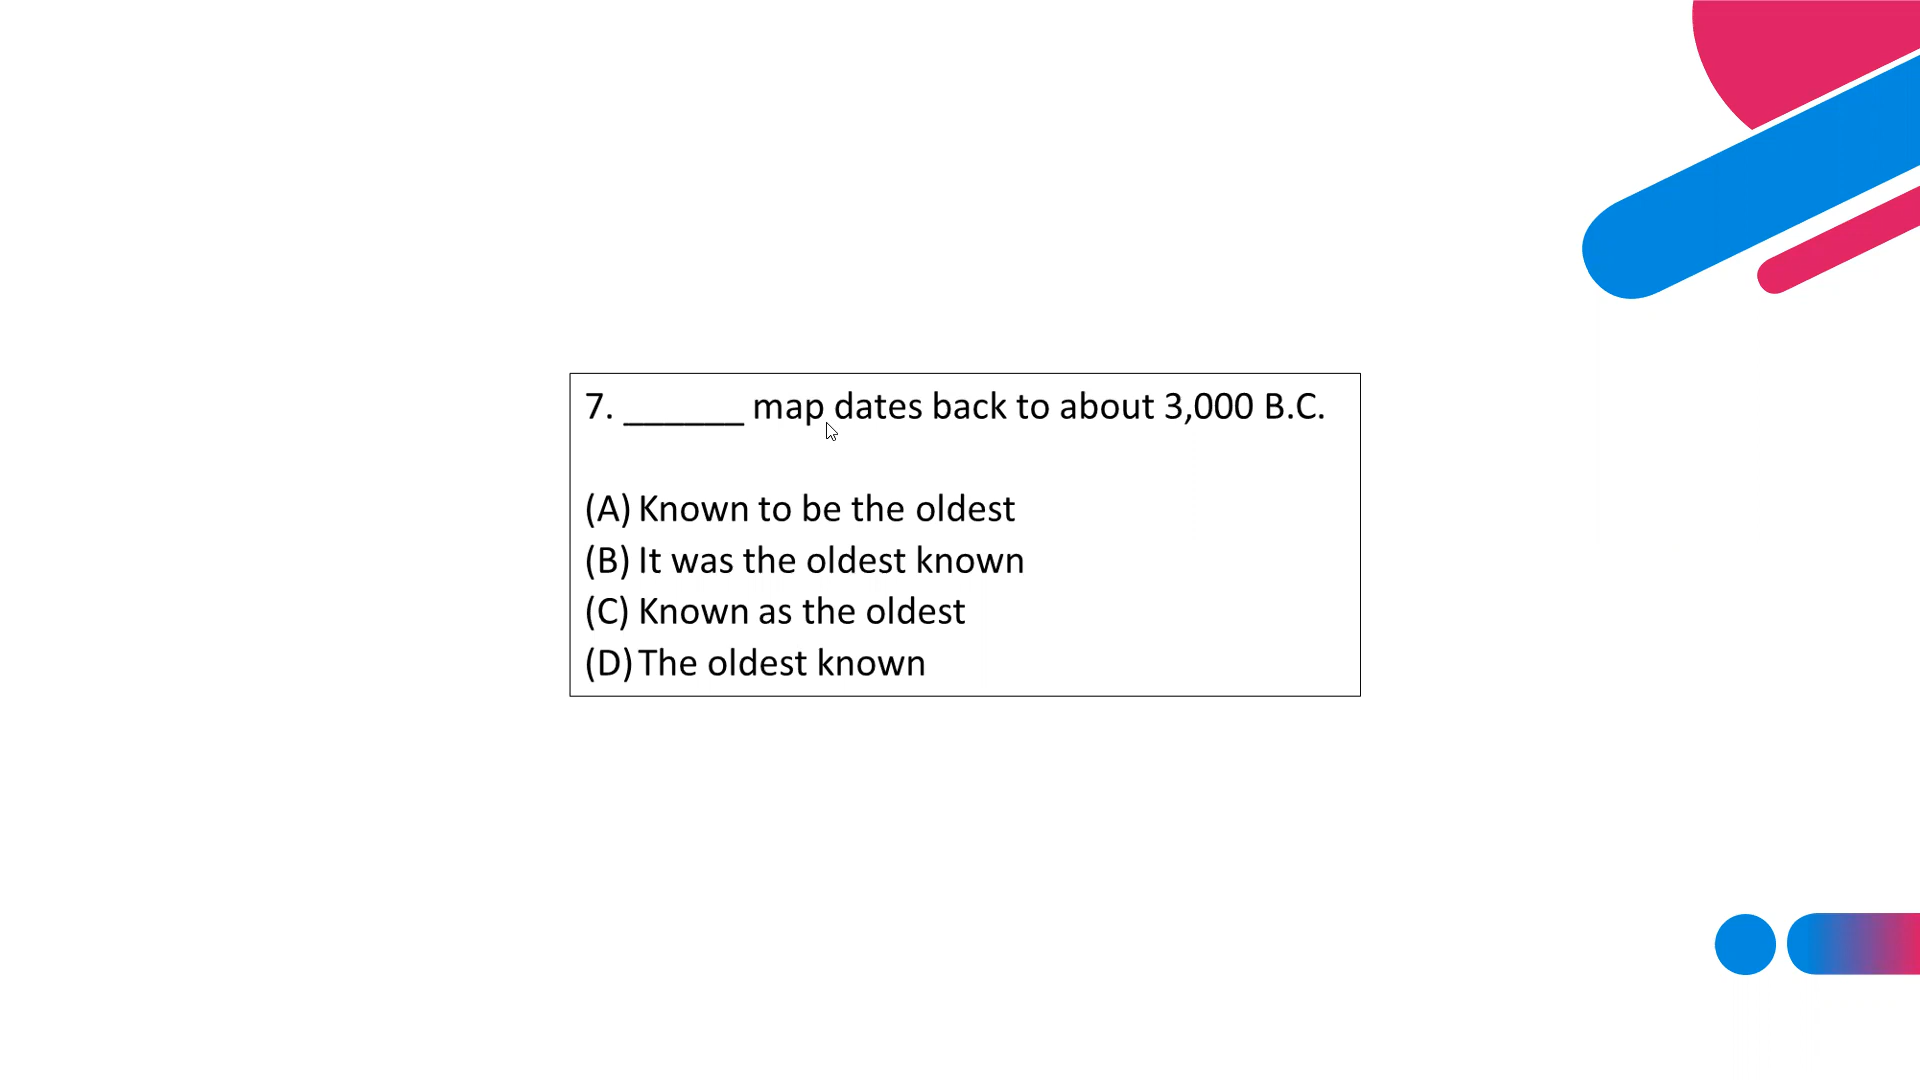 7. ______ map dates back to about 3,000 B.C.
(A) Known to be the oldest
(B) It was the oldest known
(C) Known as the oldest
(D) The oldest known